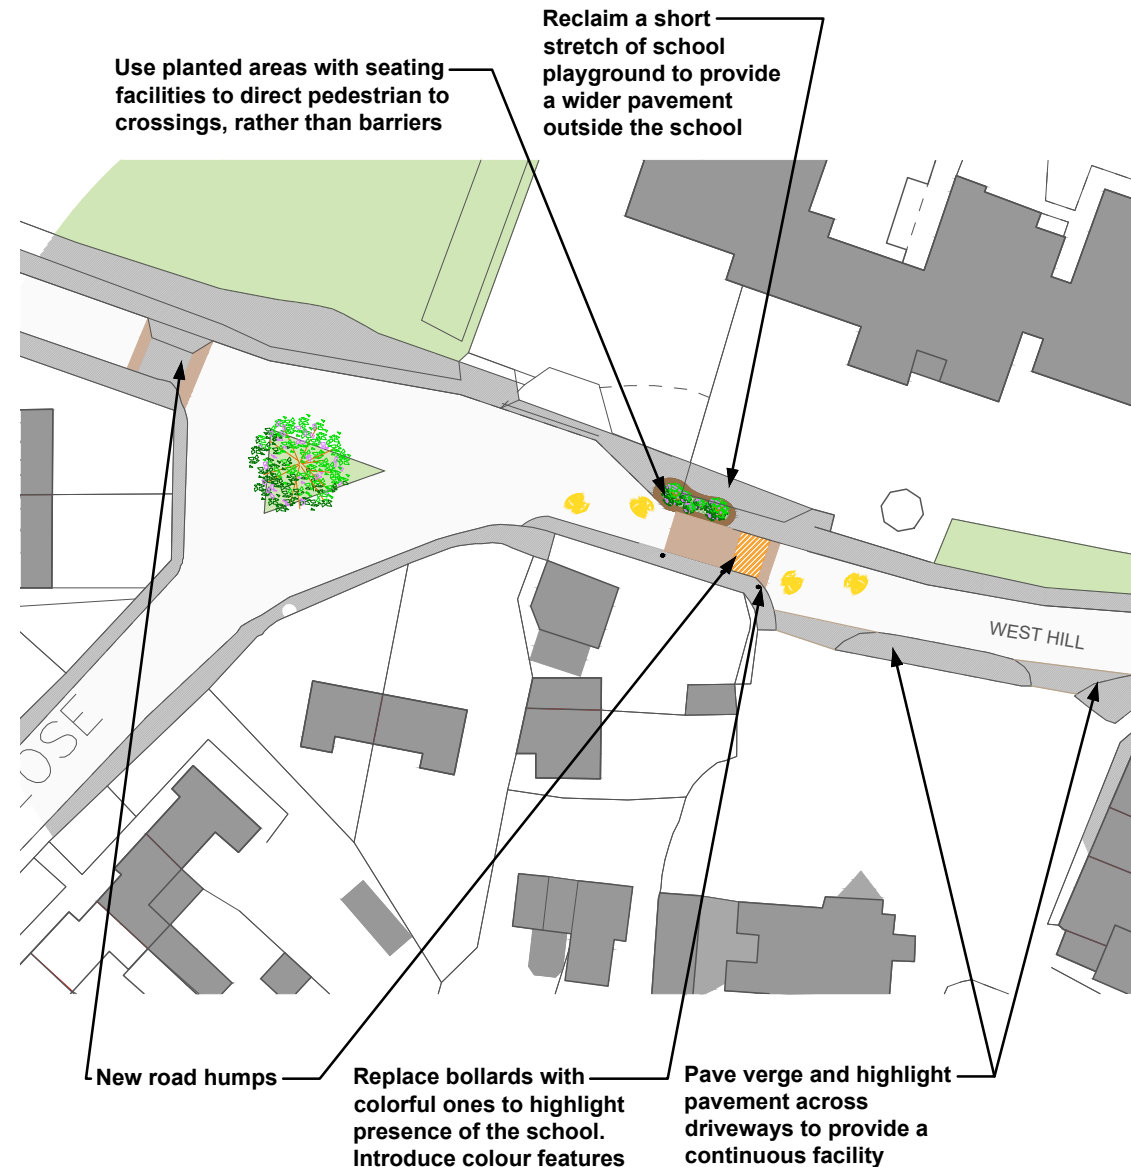 Reclaim a short
stretch of school
playground to provide
a wider pavement
outside the school
Use planted areas with seating
facilities to direct pedestrian to
crossings, rather than barriers
WEST HILL
OSE
New road humps
Replace bollards with
colorful ones to highlight
presence of the school.
Introduce colour features
Pave verge and highlight
pavement across
driveways to provide a
continuous facility